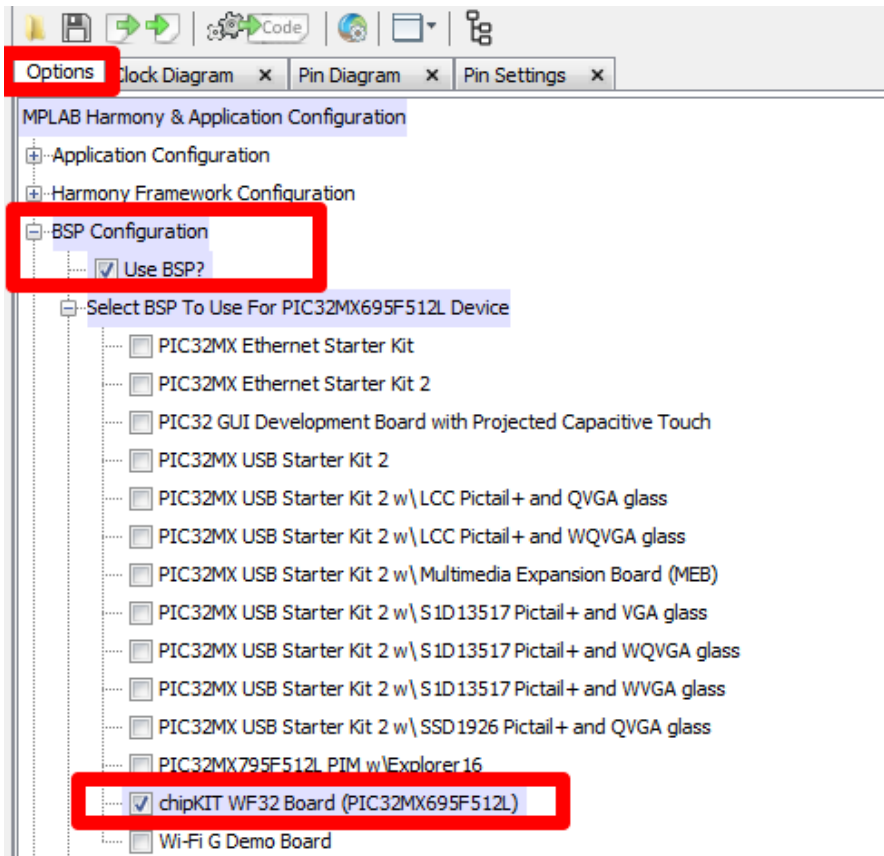 Code
Options Clock Diagram x Pin Diagram x Pin Settings x
MPLAB Harmony & Application Configuration
Application Configuration
Harmony Framework Configuration
BSP Configuration
Use BSP?
Select BSP To Use For PIC32MX695F512L Device
PIC32MX Ethernet Starter Kit
PIC32MX Ethernet Starter Kit 2
PIC32 GUI Development Board with Projected Capacitive Touch
PIC32MX USB Starter Kit 2
PIC32MX USB Starter Kit 2 w\LCC Pictail+ and QVGA glass
PIC32MX USB Starter Kit 2 w\LCC Pictail+ and WQVGA glass
PIC32MX USB Starter Kit 2 w\Multimedia Expansion Board (MEB)
PIC32MX USB Starter Kit 2 w\S1D13517 Pictail+ and VGA glass
PIC32MX USB Starter Kit 2 w\S1D13517 Pictail+ and WQVGA glass
PIC32MX USB Starter Kit 2 w\S1D13517 Pictail+ and WVGA glass
PIC32MX USB Starter Kit 2 w\SSD1926 Pictail+ and QVGA glass
PIC32MX795F512L PIM w\Explorer16
chipKIT WF32 Board (PIC32MX695F512L)
Wi-Fi G Demo Board